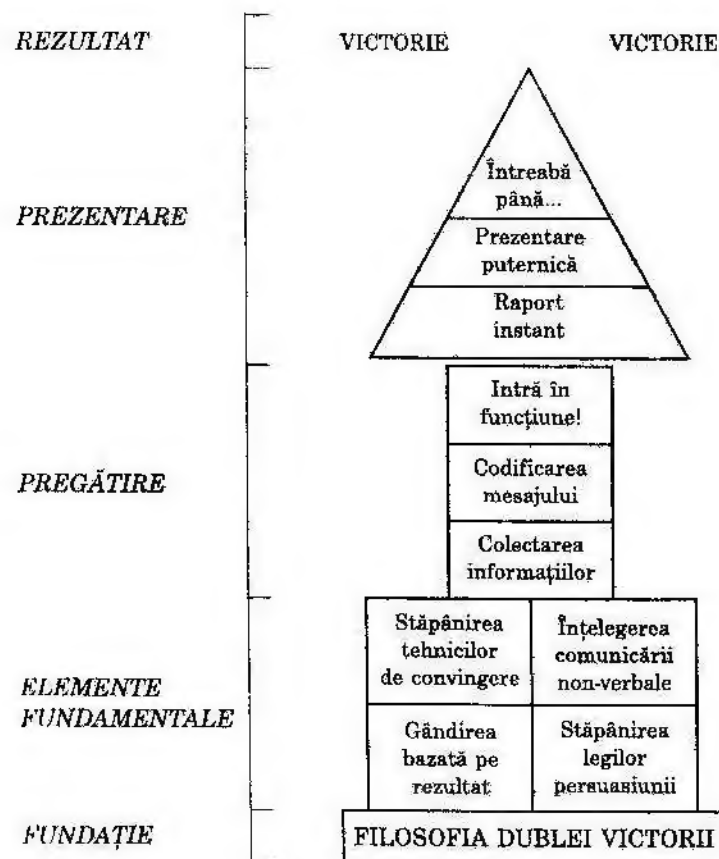 REZULTAT
VICTORIE VICTORIE
PREZENTARE
Întreabă
până...
Prezentare
puternică
Raport
instant
PREGĂTIRE
Intră în
funcțiune!
Codificarea
mesajului
Colectarea
informațiilor
ELEMENTE
FUNDAMENTALE
Stăpânirea
tehnicilor
de convingere
Înțelegerea
comunicării
non-verbale
Gândirea
bazată pe
rezultat
Stăpânirea
legilor
persuasiunii
FUNDAȚIE
FILOSOFIA DUBLEI VICTORII